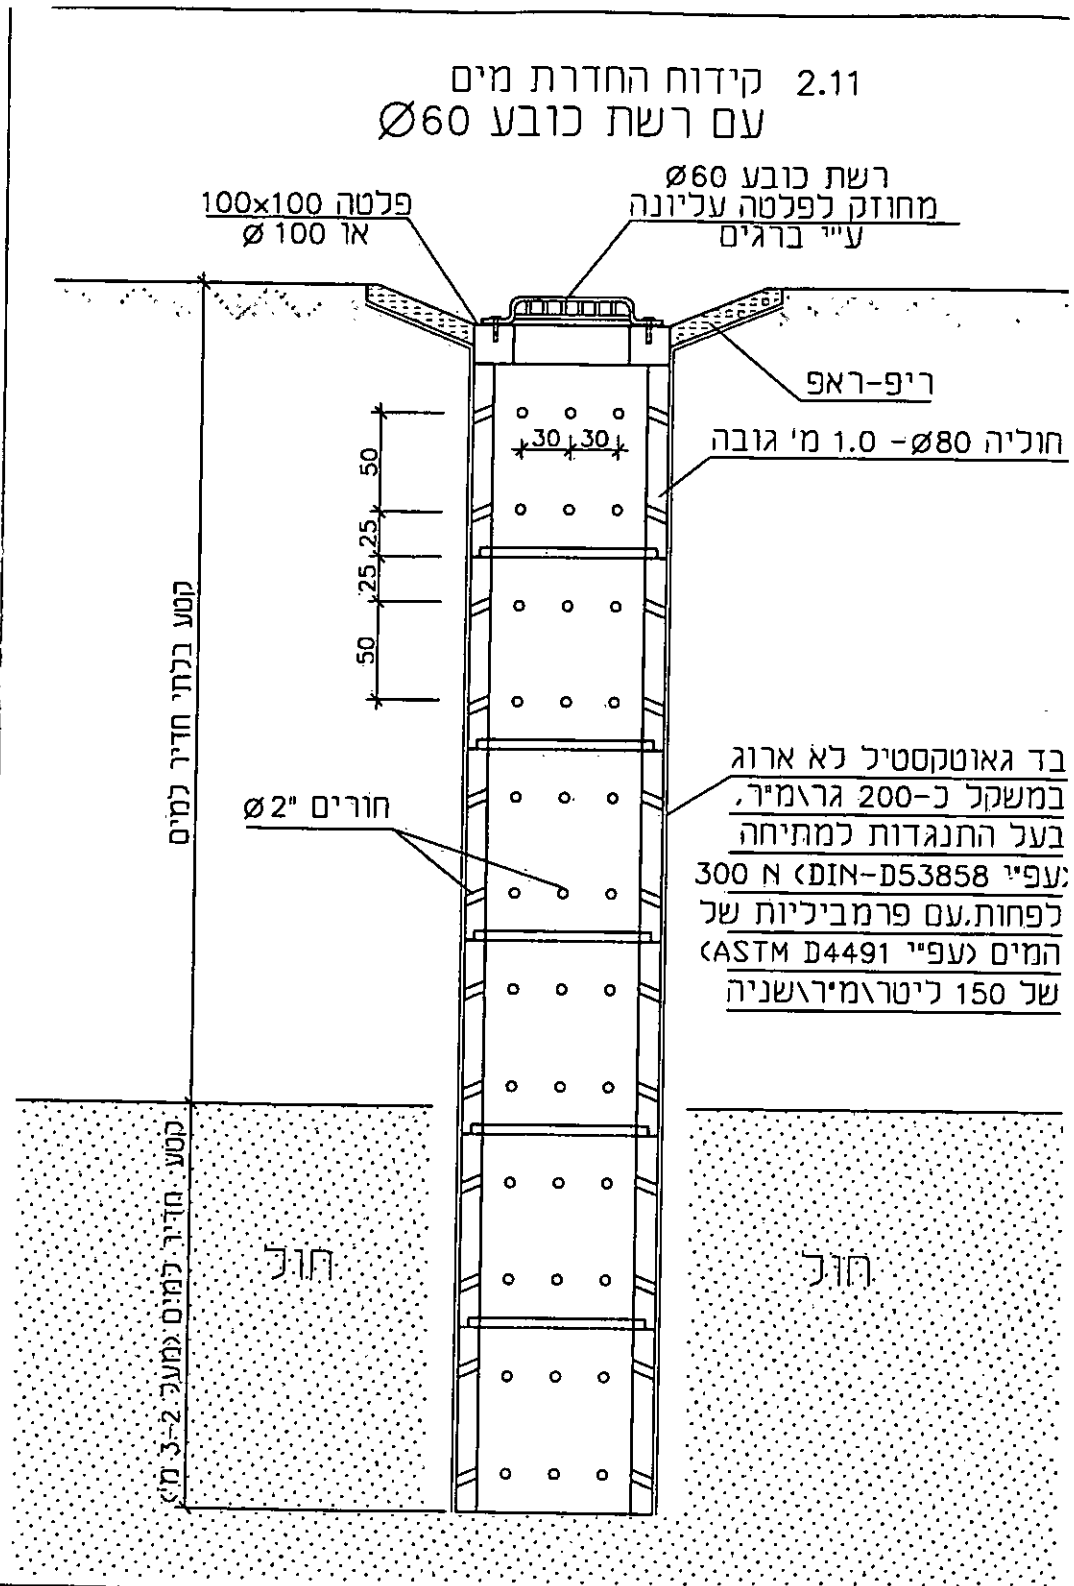 2.11 קידוח החדרת מים
עם רשת כובע Ø60
רשת כובע Ø60
מחוזק לפלטה עליונה
ע״י ברגים
פלטה 100x100
או Ø 100
ריפ-ראפ
חוליה Ø80 - 1.0 מ' גובה
30
30
50
25
25
50
קטע בלתי חדיר למים
חורים Ø2"
בד גאוטקסטיל לא ארוג
במשקל כ-200 גר\מ"ר,
בעל התנגדות למתיחה
(עפ"י DIN-D53858) 300 N
לפחות,עם פרמביליות של
המים (עפ"י ASTM D4491)
של 150 ליטר\מ"ר\שניה
קטע חדיר למים (מעל 3-2 מ')
חול
חול